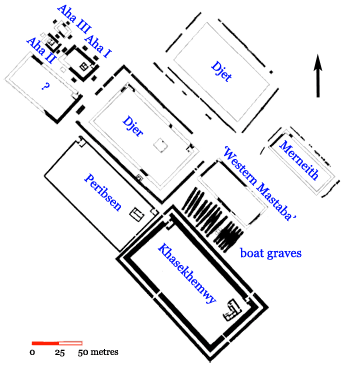 Aha III
Aha I
Aha II
?
Djet
Djer
Merneith
'Western Mastaba'
Peribsen
boat graves
Khasekhemwy
0 25 50 metres